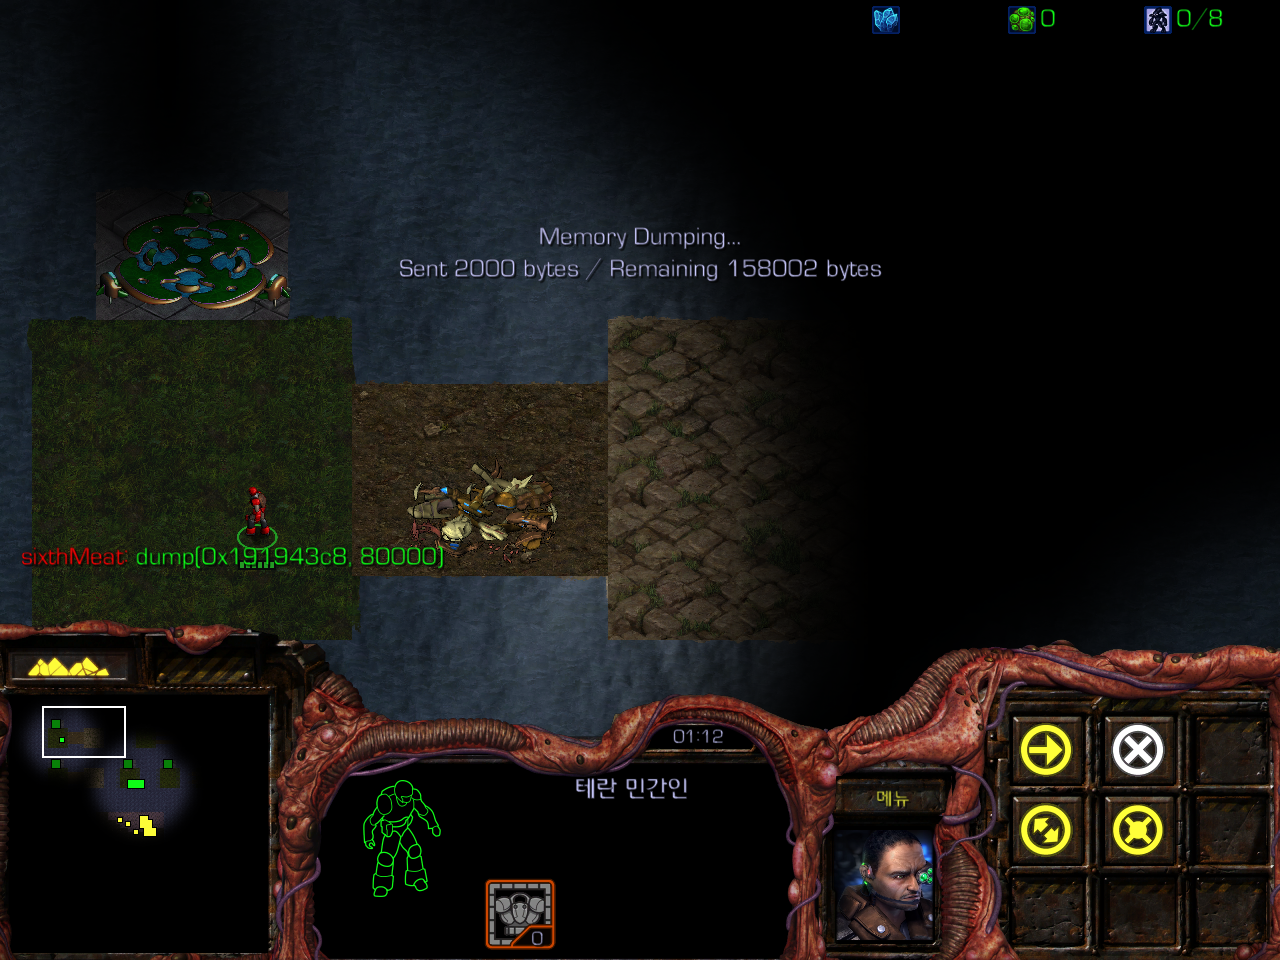 0
0/8
Memory Dumping...
Sent 2000 bytes / Remaining 158002 bytes
sixthMeat: dump(0x191943c8, 80000)
01:12
테란 민간인
메뉴
0